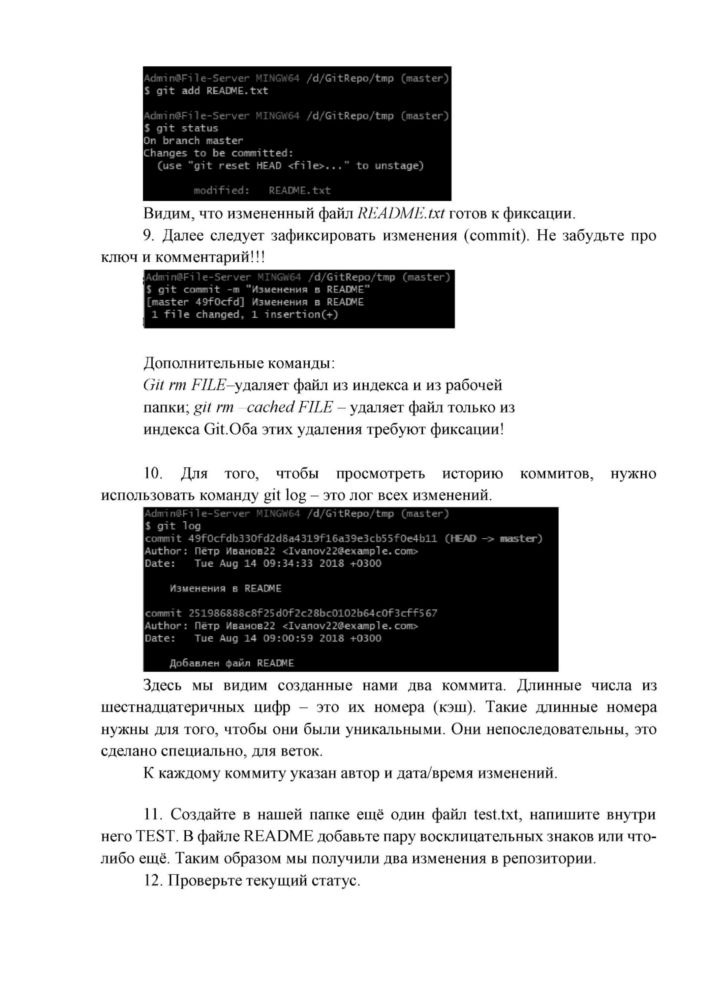 Admin@File-Server MINGW64 /d/GitRepo/tmp (master)
$ git add README.txt
Admin@File-Server MINGW64 /d/GitRepo/tmp (master)
$ git status
On branch master
Changes to be committed:
(use "git reset HEAD <file>..." to unstage)
modified:   README.txt
Видим, что измененный файл README.txt готов к фиксации.
9. Далее следует зафиксировать изменения (commit). Не забудьте про
ключ и комментарий!!!
Admin@File-Server MINGW64 /d/GitRepo/tmp (master)
$ git commit -m "Изменения в README"
[master 49f0cfd] Изменения в README
1 file changed, 1 insertion(+)
Дополнительные команды:
Git rm FILE–удаляет файл из индекса и из рабочей
папки; git rm –cached FILE – удаляет файл только из
индекса Git.Оба этих удаления требуют фиксации!
10. Для того, чтобы просмотреть историю коммитов, нужно
использовать команду git log – это лог всех изменений.
Admin@File-Server MINGW64 /d/GitRepo/tmp (master)
$ git log
commit 49f0cfdb330fd2d8a4319f16a39e3cb55f0e4b11 (HEAD -> master)
Author: Пётр Иванов22 <Ivanov22@example.com>
Date:   Tue Aug 14 09:34:33 2018 +0300
Изменения в README
commit 251986888c8f25d0f2c28bc0102b64c0f3cff567
Author: Пётр Иванов22 <Ivanov22@example.com>
Date:   Tue Aug 14 09:00:59 2018 +0300
Добавлен файл README
Здесь мы видим созданные нами два коммита. Длинные числа из
шестнадцатеричных цифр – это их номера (кэш). Такие длинные номера
нужны для того, чтобы они были уникальными. Они непоследовательны, это
сделано специально, для веток.
К каждому коммиту указан автор и дата/время изменений.
11. Создайте в нашей папке ещё один файл test.txt, напишите внутри
него TEST. В файле README добавьте пару восклицательных знаков или что-
либо ещё. Таким образом мы получили два изменения в репозитории.
12. Проверьте текущий статус.